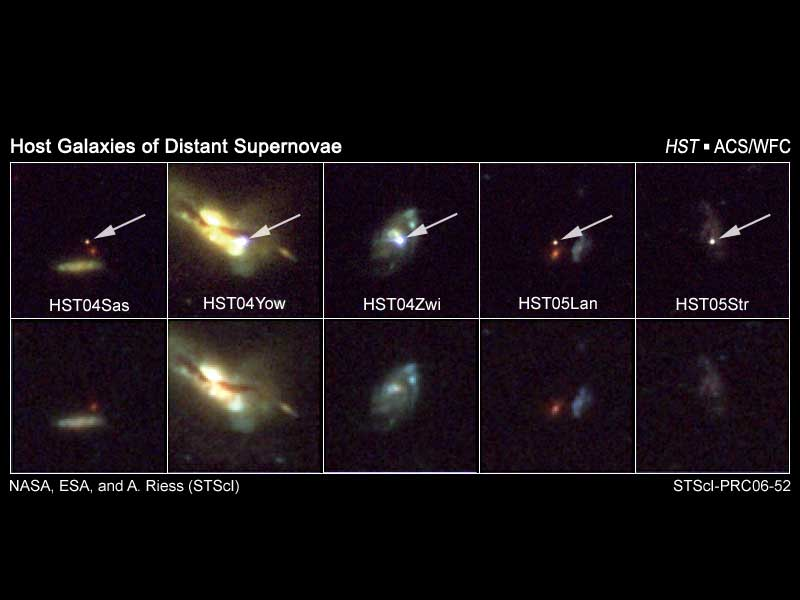 Host Galaxies of Distant Supernovae
HST ▪ ACS/WFC
HST04Sas
HST04Yow
HST04Zwi
HST05Lan
HST05Str
NASA, ESA, and A. Riess (STScI)
STScI-PRC06-52